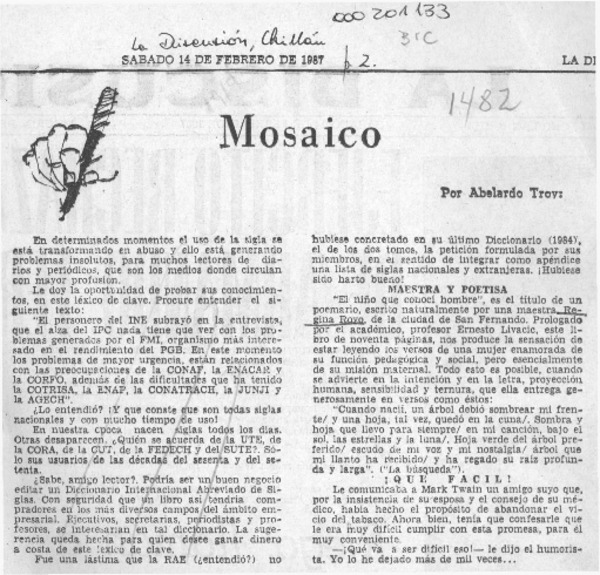 000201133
La Discusión, Chillán
BIC
SABADO 14 DE FEBRERO DE 1987
p 2.
LA DI
1482
Mosaico
Por Abelardo Trov:
En determinados momentos el uso de la sigla se
está transformando en abuso y ello está generando
problemas insolutos, para muchos lectores de dia-
rios y periódicos, que son los medios donde circulan
con mayor profusión.
Le doy la oportunidad de probar sus conocimien-
tos, en este léxico de clave. Procure entender el si-
guiente texto:
"El personero del INE subrayó en la entrevista,
que el alza del IPC nada tiene que ver con los pro-
blemas generados por el FMI, organismo más intere-
sado en el rendimiento del PGB. En este momento
los problemas de mayor urgencia, están relacionados
con las preocupaciones de la CONAF, la ENACAR y
la CORFO, además de las dificultades que ha tenido
la COTRISA, la ENAP, la CONATRACH, la JUNJI y
la AGECH".
¿Lo entendió? ¡Y que conste que son todas siglas
nacionales y con mucho tiempo de uso!
En nuestra época nacen siglas todos los días.
Otras desaparecen. ¿Quién se acuerda de la UTE, de
la CORA, de la CUT, de la FEDECH y del SUTE?. Só-
lo sus usuarios de las décadas del sesenta y del se-
tenta.
¿Sabe, amigo lector?. Podría ser un buen negocio
editar un Diccionario Internacional Abreviado de Si-
glas. Con seguridad que un libro así tendría com-
pradores en los más diversos campos del ámbito em-
presarial. Ejecutivos, secretarias, periodistas y pro-
fesores, se interesarían en tal diccionario. La suge-
rencia queda hecha para quien desee ganar dinero
a costa de este léxico de clave.
Fue una lástima que la RAE (¿entendió?) no
hubiese concretado en su último Diccionario (1984),
el de los dos tomos, la petición formulada por sus
miembros, en el sentido de integrar como apéndice
una lista de siglas nacionales y extranjeras. ¡Hubiese
sido harto bueno!
MAESTRA Y POETISA
"El niño que conocí hombre", es el título de un
poemario, escrito naturalmente por una maestra, Re-
gina Royo, de la ciudad de San Fernando. Prologado
por el académico, profesor Ernesto Livacic, este li-
bro de noventa páginas, nos produce la sensación de
estar leyendo los versos de una mujer enamorada de
su función pedagógica y social, pero esencialmente
de su misión maternal. Todo esto es posible, cuando
se advierte en la intención y en la letra, proyección
humana, sensibilidad y ternura, que ella entrega ge-
nerosamente en versos como éstos:
"Cuando nací, un árbol debió sombrear mi fren-
te/ y una hoja, tal vez, quedó en la cuna/. Sombra y
hoja que llevo para siempre/ en mi canción, bajo el
sol, las estrellas y la luna/. Hoja verde del árbol pre-
ferido/ escudo de mi voz y mi nostalgia/ árbol que
mi llanto ha recibido/ y ha regado su raíz profun-
da y larga". ("La búsqueda").
¡QUE FACIL!
Le comunicaba a Mark Twain un amigo suyo que,
por la insistencia de su esposa y el consejo de su mé-
dico, había hecho el propósito de abandonar el vi-
cio del tabaco. Ahora bien, tenía que confesarle que
le era muy difícil cumplir con esta promesa, para él
muy conveniente.
—¡Qué va a ser difícil eso!— le dijo el humoris-
ta. Yo lo he dejado más de mil veces...